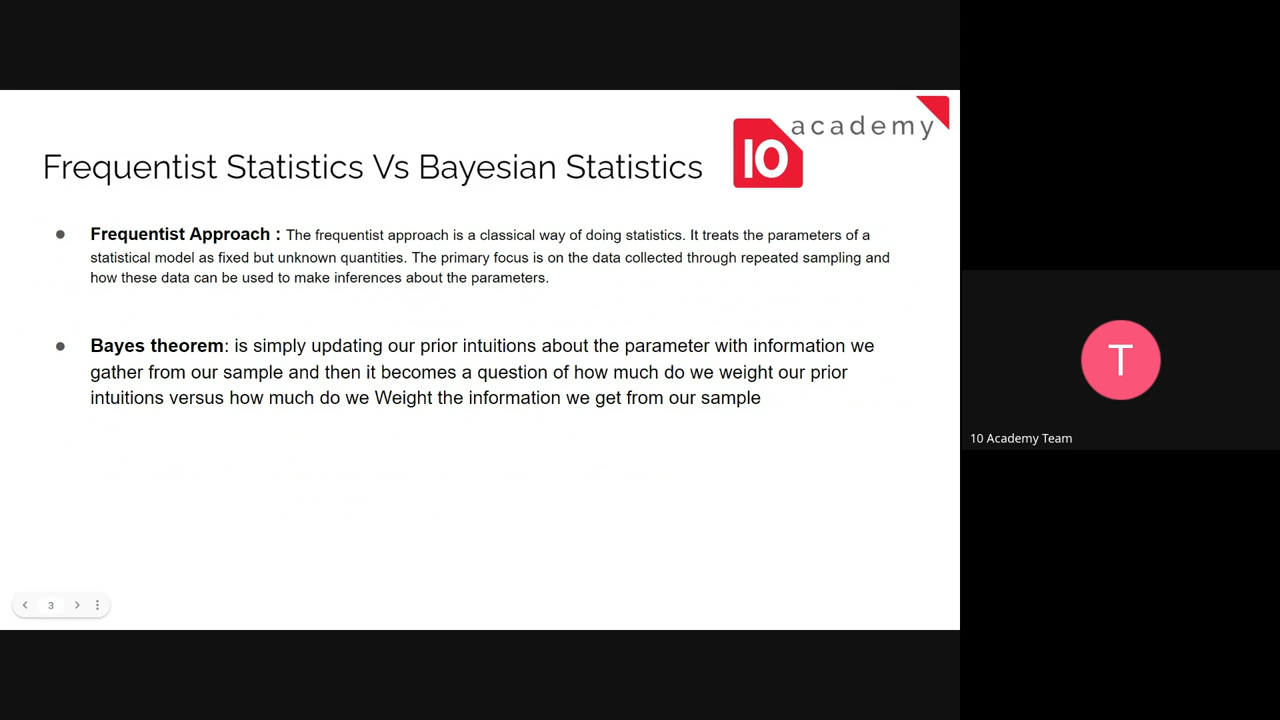 academy
10
Frequentist Statistics Vs Bayesian Statistics
● Frequentist Approach : The frequentist approach is a classical way of doing statistics. It treats the parameters of a
statistical model as fixed but unknown quantities. The primary focus is on the data collected through repeated sampling and
how these data can be used to make inferences about the parameters.
● Bayes theorem: is simply updating our prior intuitions about the parameter with information we
gather from our sample and then it becomes a question of how much do we weight our prior
intuitions versus how much do we Weight the information we get from our sample
3
T
10 Academy Team